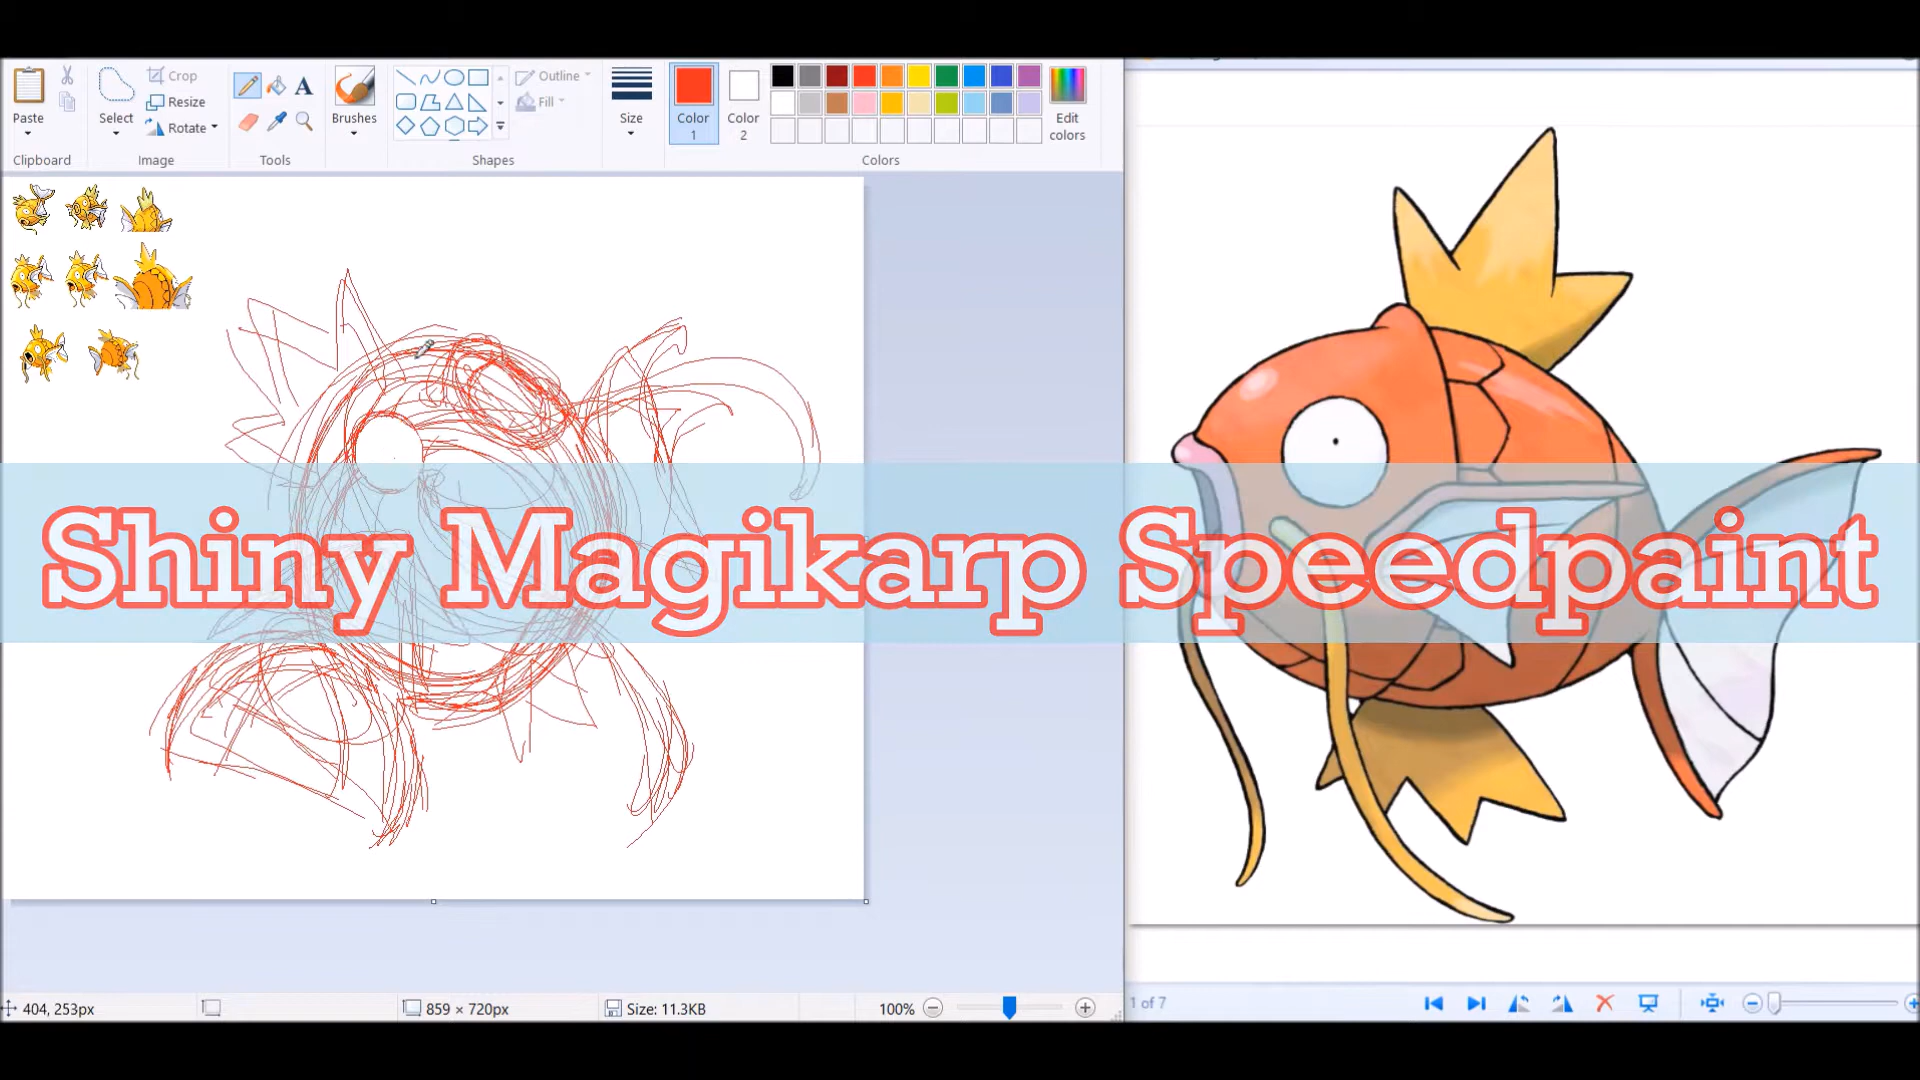 Paste
Clipboard
Select
Crop
Resize
Rotate
Image
A
Tools
Brushes
Outline
Fill
Shapes
Size
Color
1
Color
2
Edit
colors
Colors
Shiny Magikarp Speedpaint
404, 253px
859 × 720px
Size: 11.3KB
100%
1 of 7